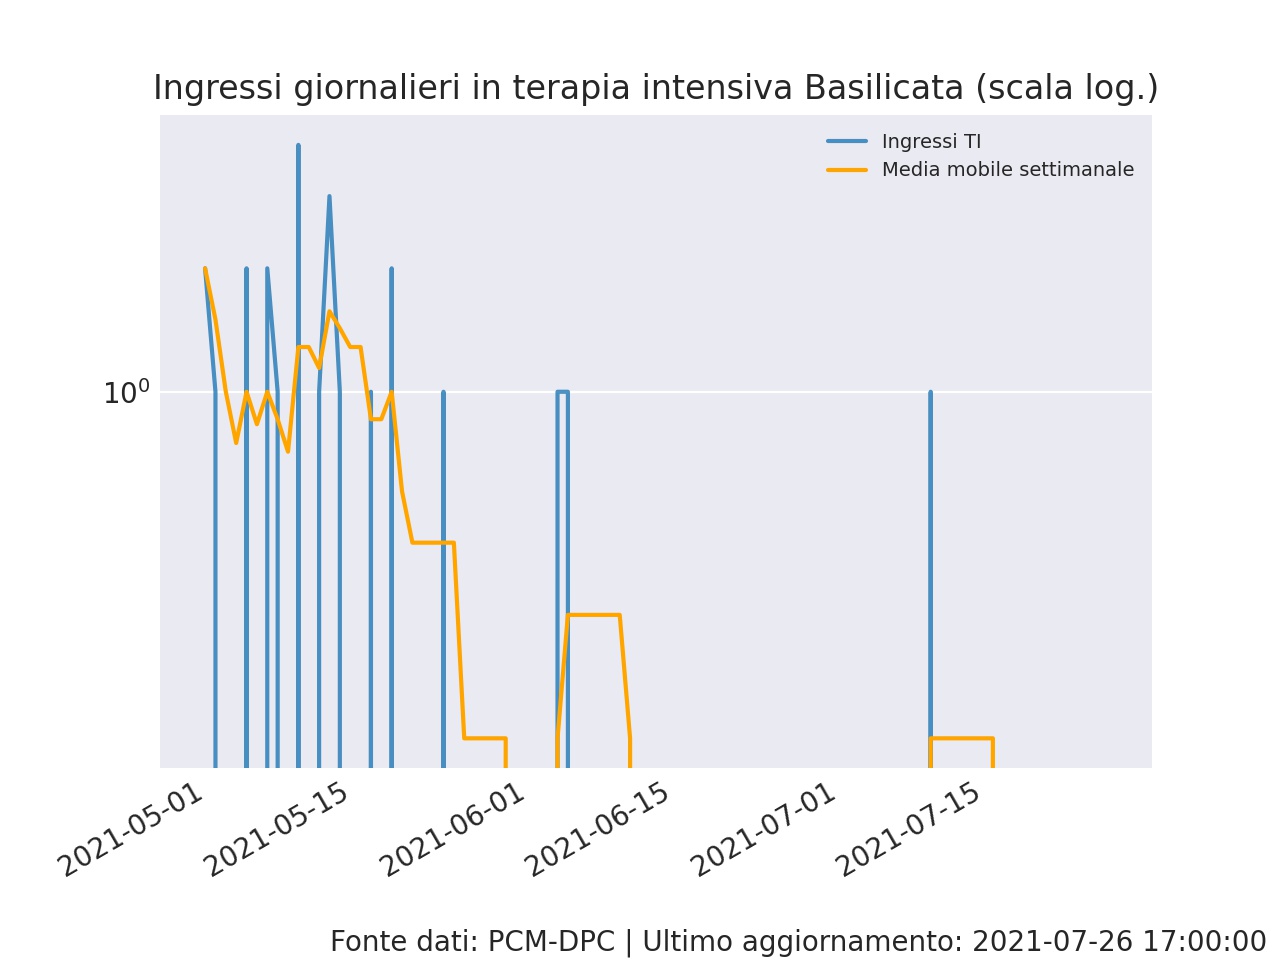 Ingressi giornalieri in terapia intensiva Basilicata (scala log.)
Ingressi TI
Media mobile settimanale
10⁰
2021-05-01
2021-05-15
2021-06-01
2021-06-15
2021-07-01
2021-07-15
Fonte dati: PCM-DPC | Ultimo aggiornamento: 2021-07-26 17:00:00